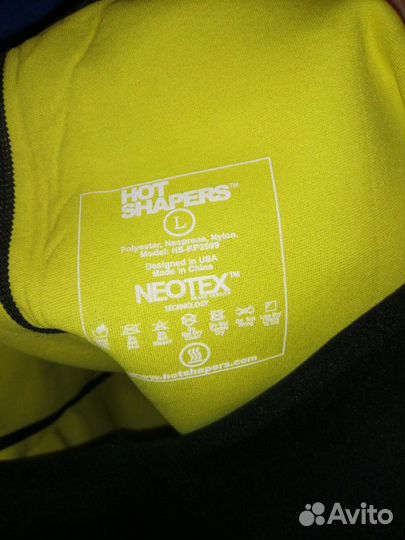 HOT
SHAPERS™
L
Polyester, Neoprene, Nylon.
Model: HS-KP2599
Designed in USA
Made in China
NEOTEX™
TECHNOLOGY
www.hotshapers.com
Avito